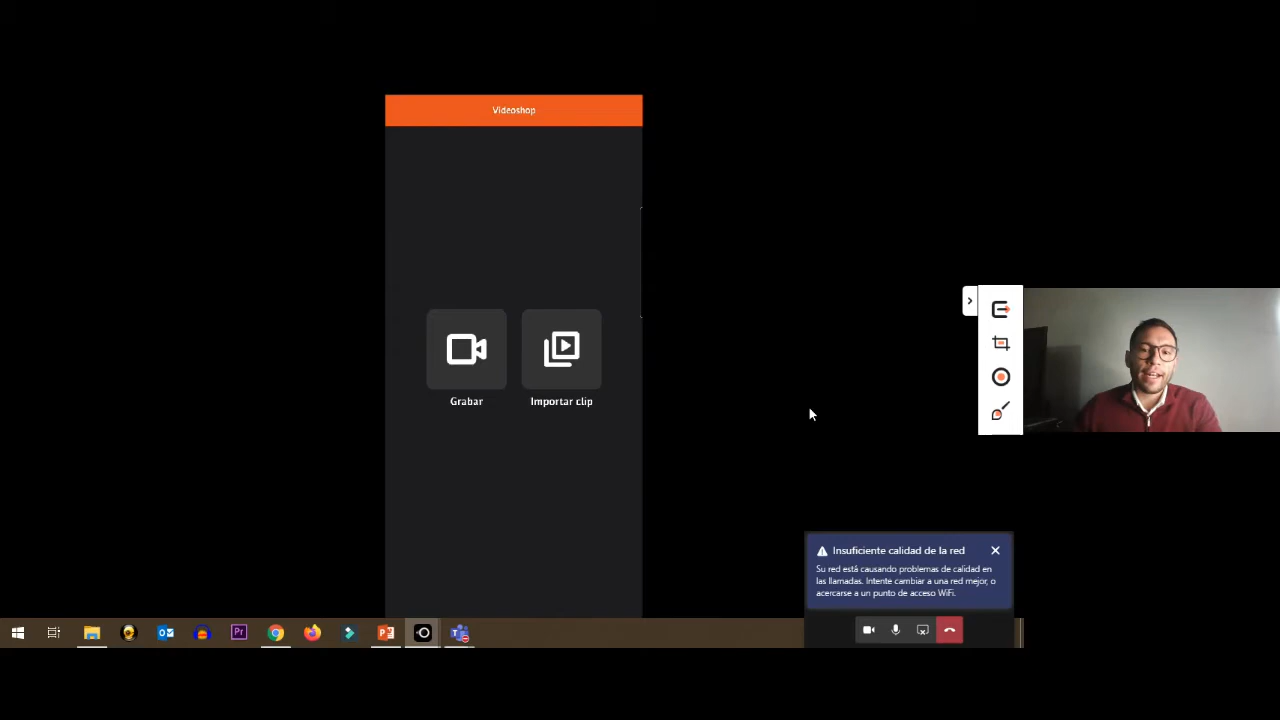 Videoshop
Grabar
Importar clip
Insuficiente calidad de la red
Su red está causando problemas de calidad en
las llamadas. Intente cambiar a una red mejor, o
acercarse a un punto de acceso WiFi.
Pr